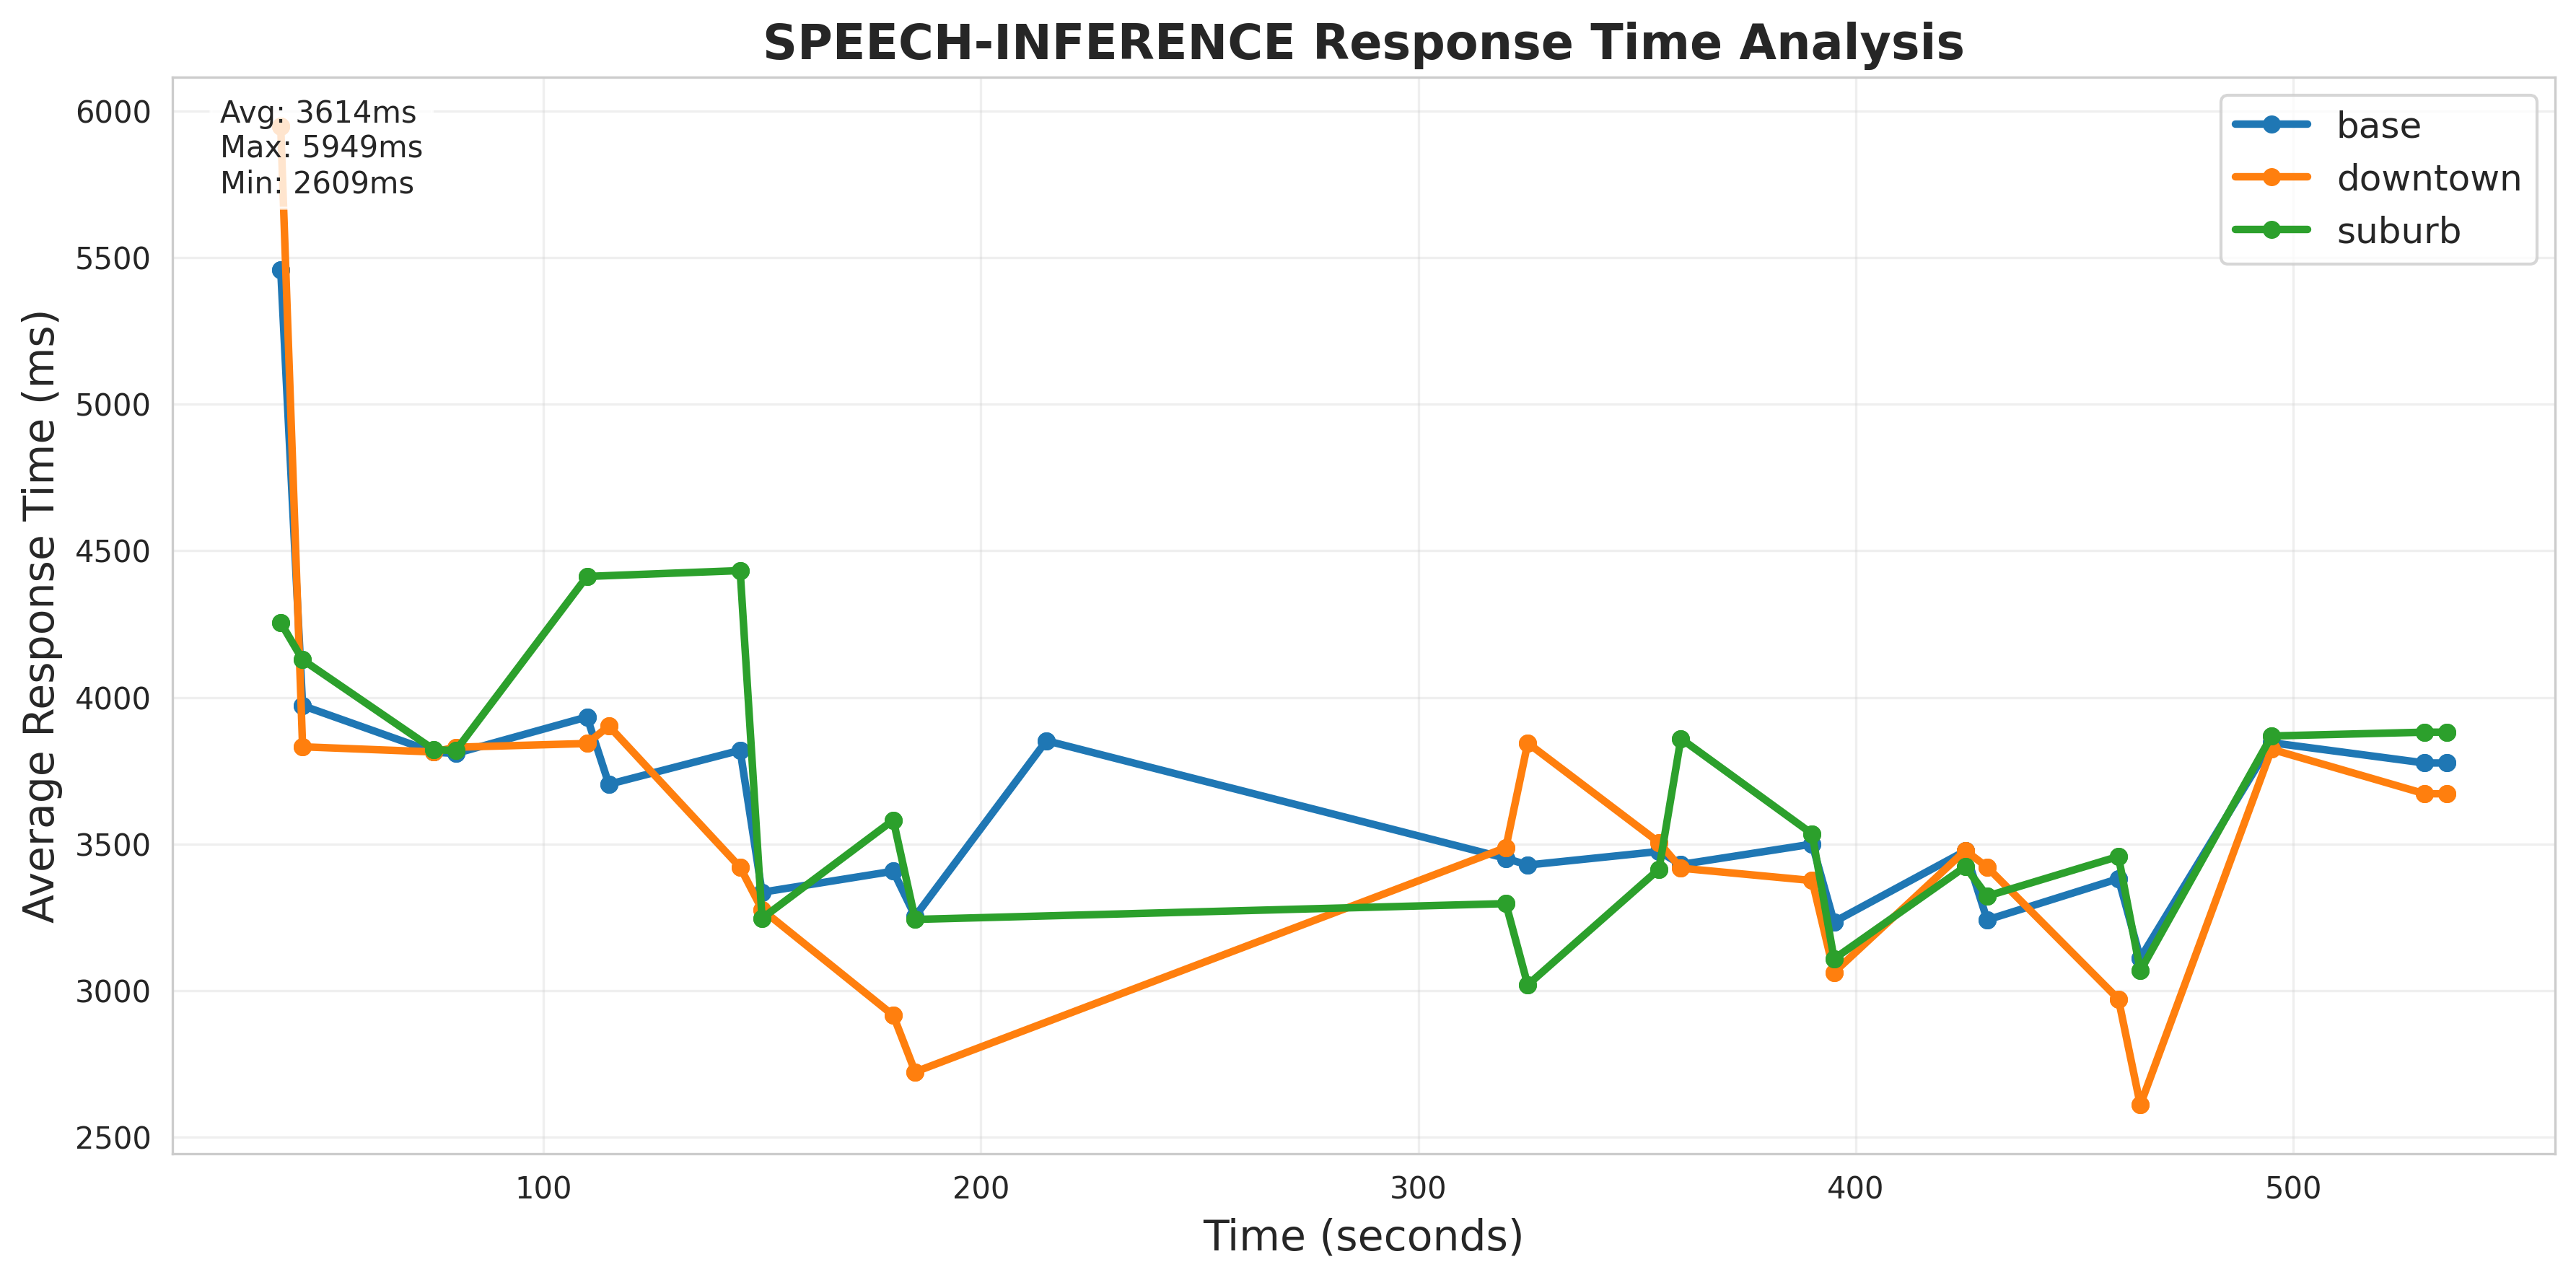 SPEECH-INFERENCE Response Time Analysis
Avg: 3614ms
Max: 5949ms
Min: 2609ms
base
downtown
suburb
Average Response Time (ms)
6000
5500
5000
4500
4000
3500
3000
2500
100 200 300 400 500
Time (seconds)